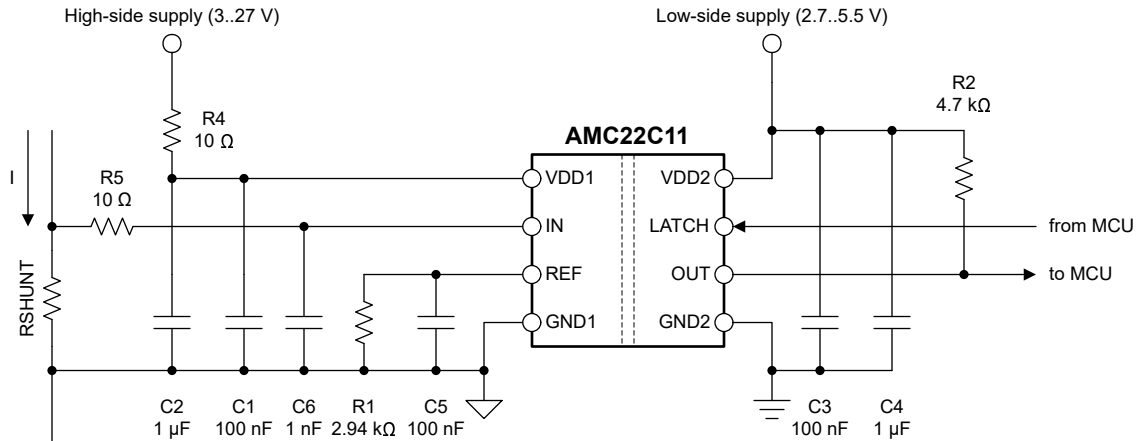 High-side supply (3..27 V)
Low-side supply (2.7..5.5 V)
R4
10 Ω
R2
4.7 kΩ
AMC22C11
I
R5
10 Ω
VDD1
VDD2
IN
LATCH
from MCU
REF
OUT
to MCU
RSHUNT
GND1
GND2
C2
1 µF
C1
100 nF
C6
1 nF
R1
2.94 kΩ
C5
100 nF
C3
100 nF
C4
1 µF